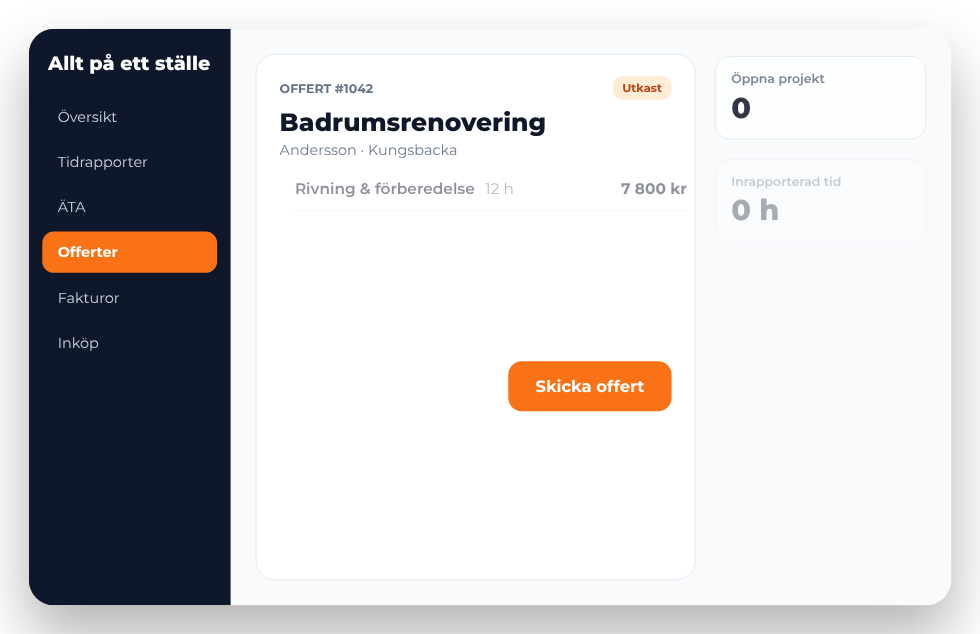 Allt på ett ställe
Översikt
Tidrapporter
ÄTA
Offerter
Fakturor
Inköp
OFFERT #1042
Utkast
Badrumsrenovering
Andersson · Kungsbacka
Rivning & förberedelse 12 h 7 800 kr
Skicka offert
Öppna projekt
0
Inrapporterad tid
0 h